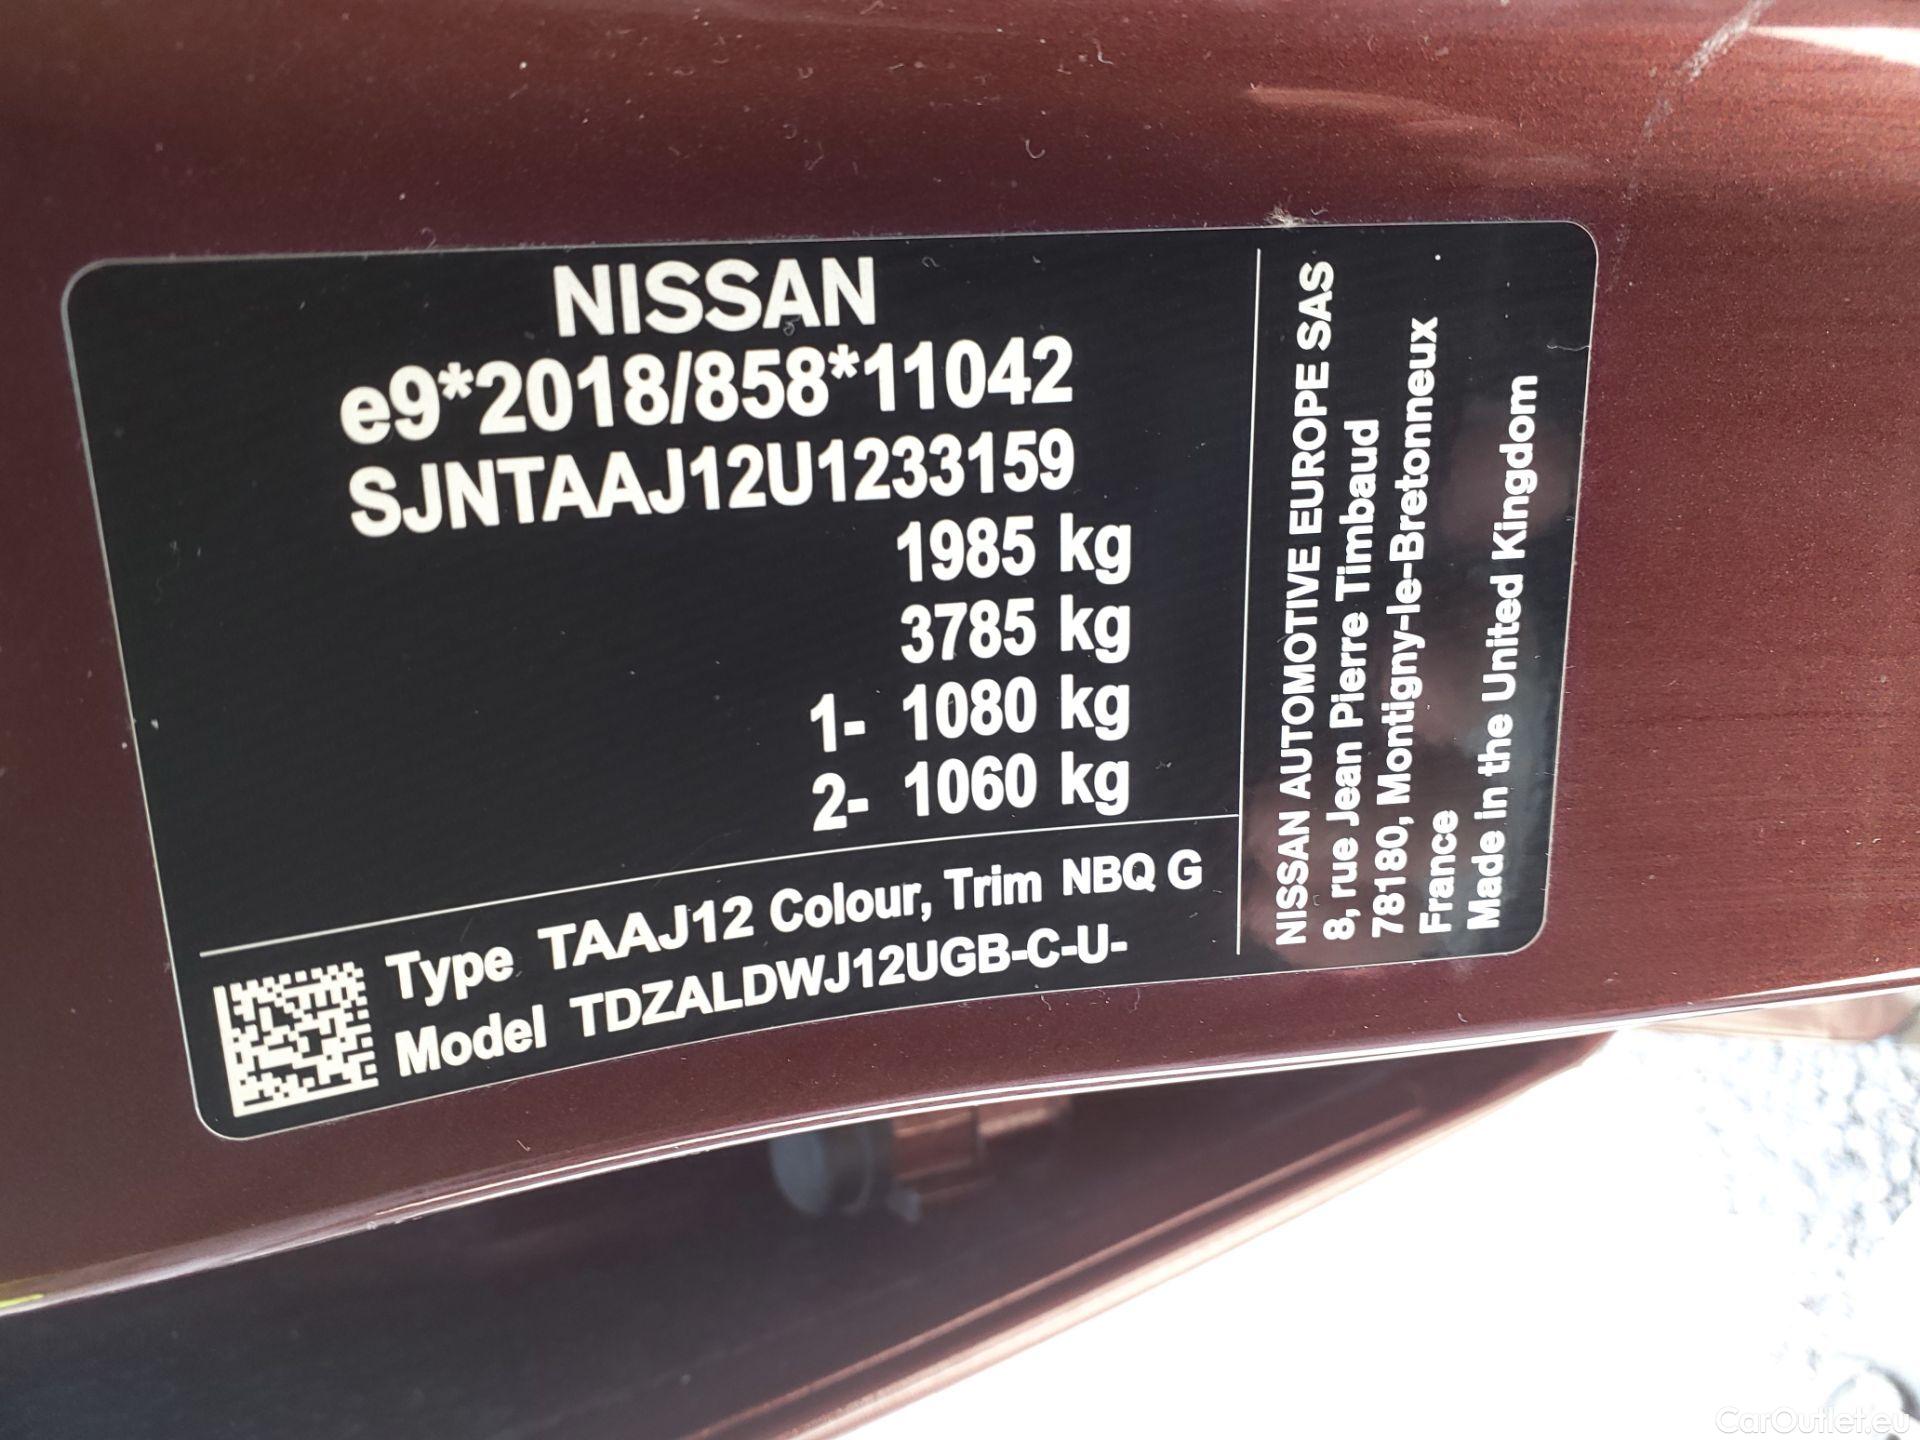 NISSAN
e9*2018/858*11042
SJNTAAJ12U1233159
1985 kg
3785 kg
1- 1080 kg
2- 1060 kg
Type TAAJ12 Colour, Trim NBQ G
Model TDZALDWJ12UGB-C-U-
NISSAN AUTOMOTIVE EUROPE SAS
8, rue Jean Pierre Timbaud
78180, Montigny-le-Bretonneux
France
Made in the United Kingdom
CarOutlet.eu